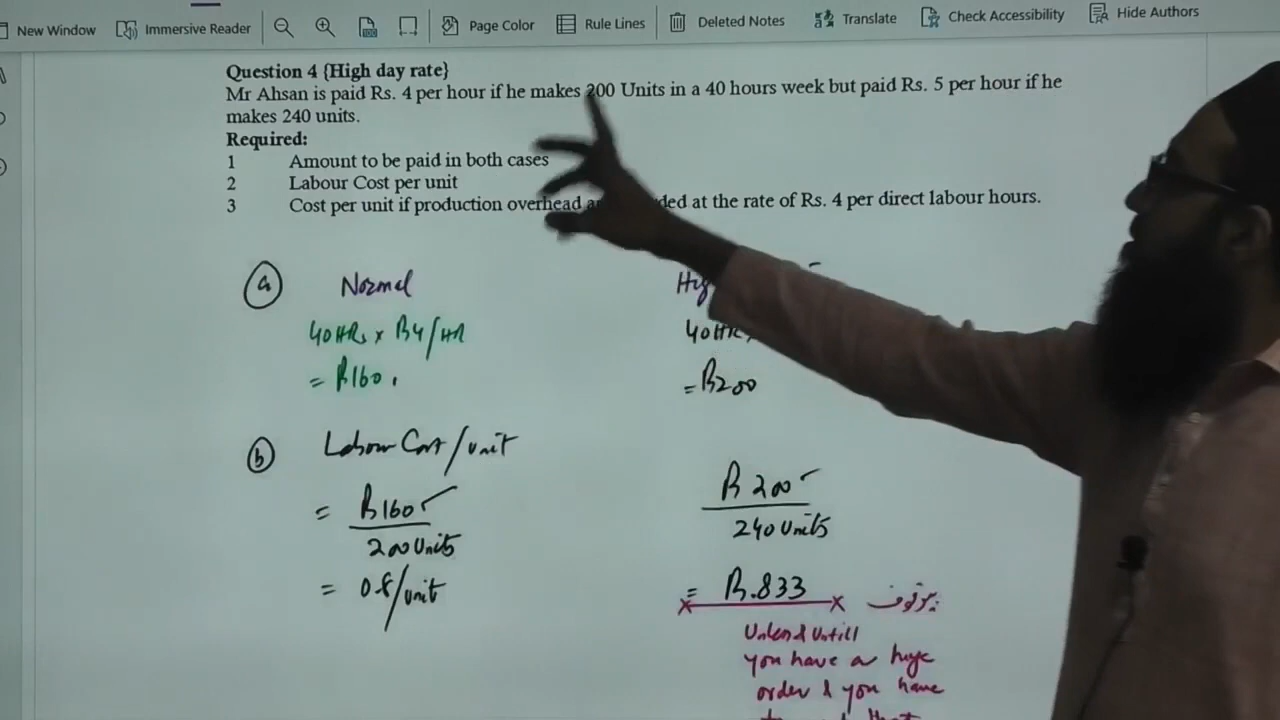 New Window Immersive Reader Page Color Rule Lines Deleted Notes Translate Check Accessibility Hide Authors
Question 4 {High day rate}
Mr Ahsan is paid Rs. 4 per hour if he makes 200 Units in a 40 hours week but paid Rs. 5 per hour if he
makes 240 units.
Required:
1 Amount to be paid in both cases
2 Labour Cost per unit
3 Cost per unit if production overhead are ded at the rate of Rs. 4 per direct labour hours.
a Normal Hig
40HRs x Rs4/HR 40HR
= Rs160. = Rs200
b Labour Cost/unit
= Rs160 Rs200
200 Units 240 Units
= 0.8/unit = Rs.833
بیوقوف
Unless & Untill
you have a huge
order & you have